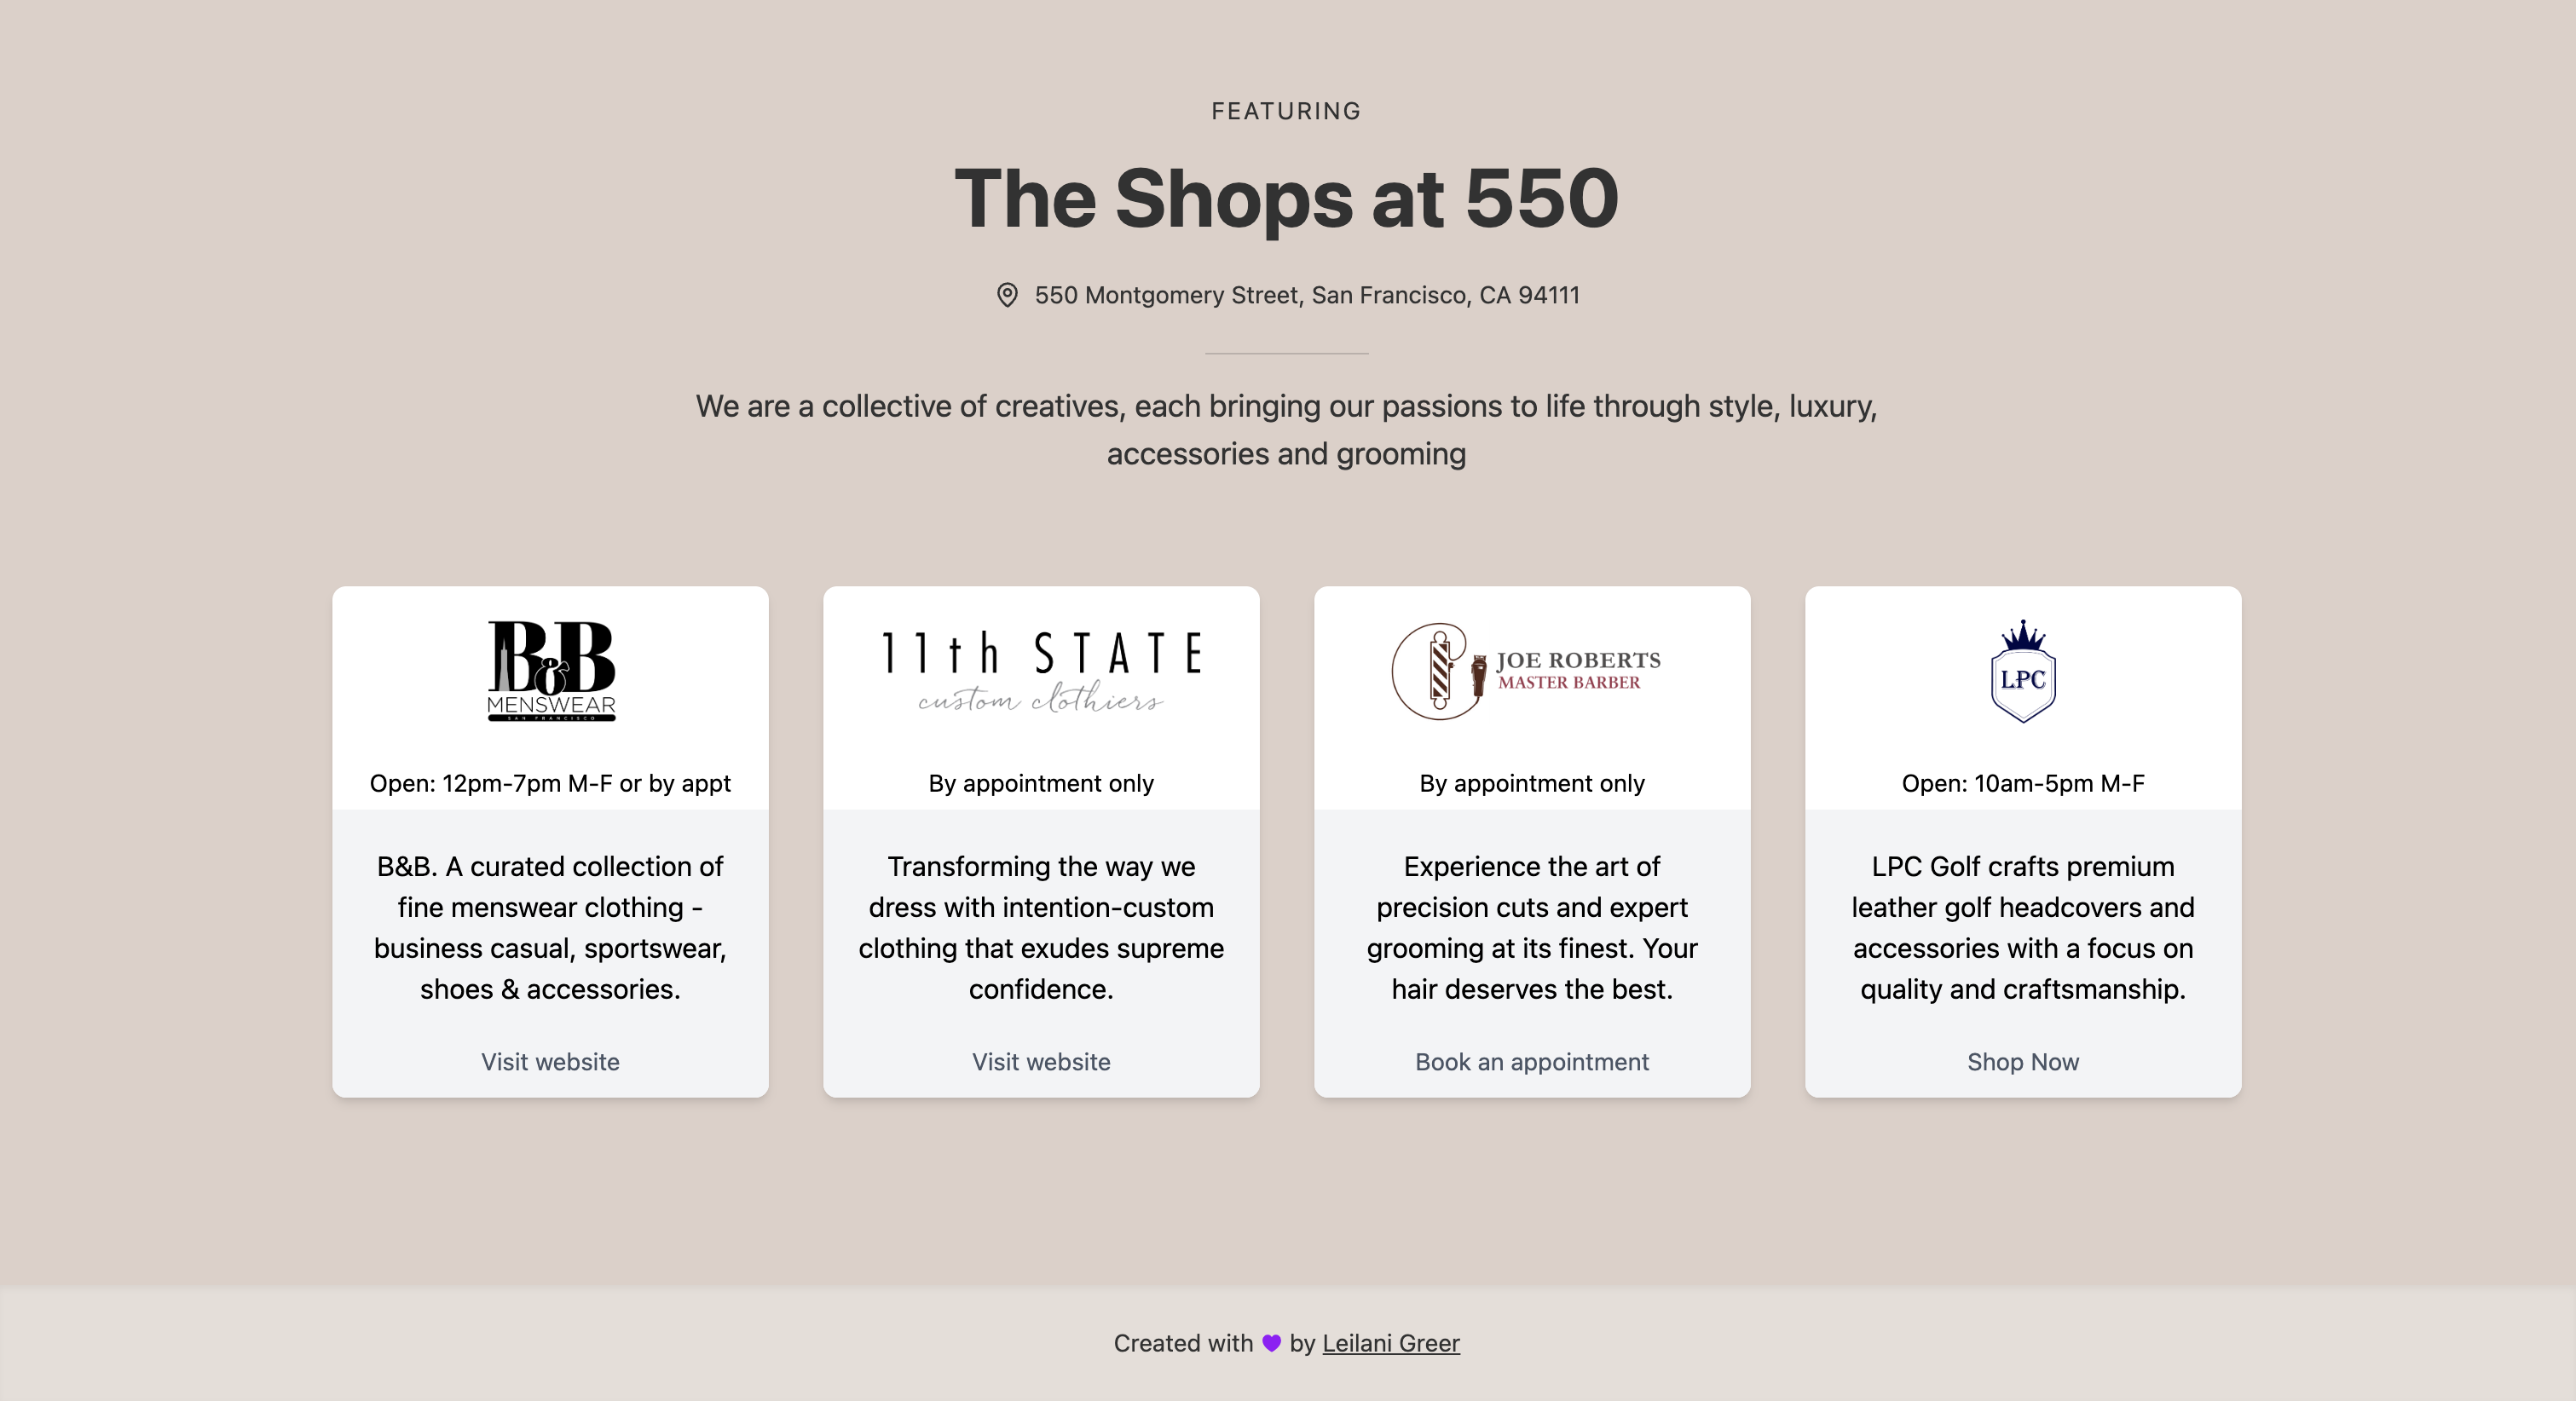 FEATURING
The Shops at 550
550 Montgomery Street, San Francisco, CA 94111
We are a collective of creatives, each bringing our passions to life through style, luxury,
accessories and grooming
B&B
MENSWEAR
SAN FRANCISCO
Open: 12pm-7pm M-F or by appt
B&B. A curated collection of
fine menswear clothing -
business casual, sportswear,
shoes & accessories.
Visit website
11th STATE
custom clothiers
By appointment only
Transforming the way we
dress with intention-custom
clothing that exudes supreme
confidence.
Visit website
JOE ROBERTS
MASTER BARBER
By appointment only
Experience the art of
precision cuts and expert
grooming at its finest. Your
hair deserves the best.
Book an appointment
LPC
Open: 10am-5pm M-F
LPC Golf crafts premium
leather golf headcovers and
accessories with a focus on
quality and craftsmanship.
Shop Now
Created with 💜 by Leilani Greer